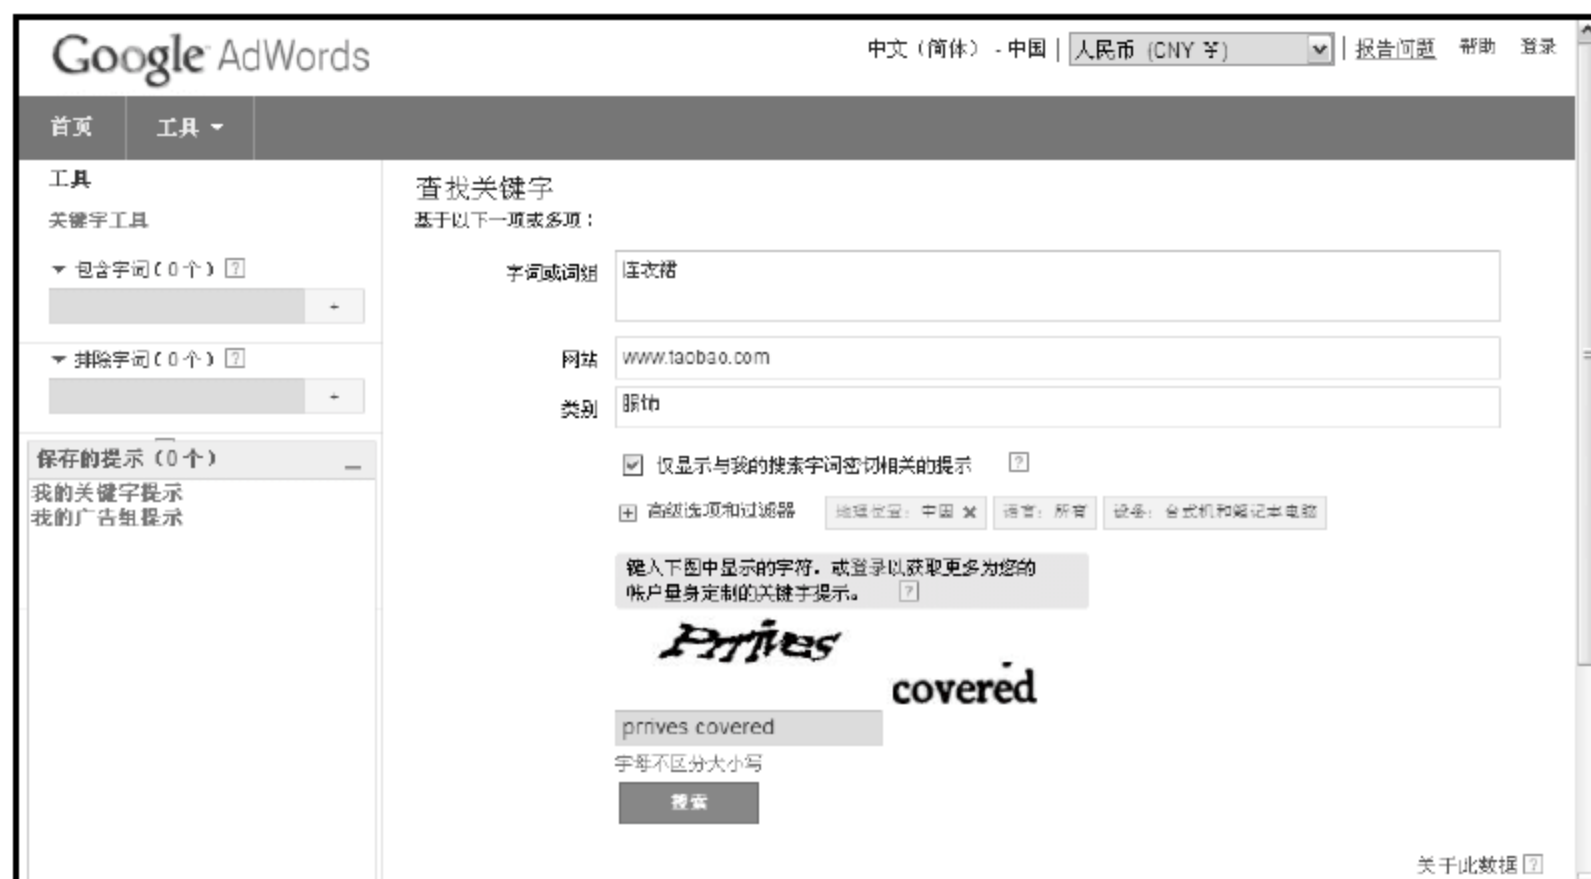 Google AdWords
中文（简体） - 中国 | 人民币 (CNY ¥) | 报告问题 帮助 登录
首页 工具
工具
关键字工具
包含字词(0个) ?
+
排除字词(0个) ?
+
保存的提示 (0个)
我的关键字提示
我的广告组提示
查找关键字
基于以下一项或多项：
字词或词组 连衣裙
网站 www.taobao.com
类别 服饰
仅显示与我的搜索字词密切相关的提示 ?
高级选项和过滤器 地理位置：中国 语言：所有 设备：台式机和笔记本电脑
键入下图中显示的字符，或登录以获取更多为您的
帐户量身定制的关键字提示。 ?
Prrives
covered
prrives covered
字母不区分大小写
搜索
关于此数据 ?